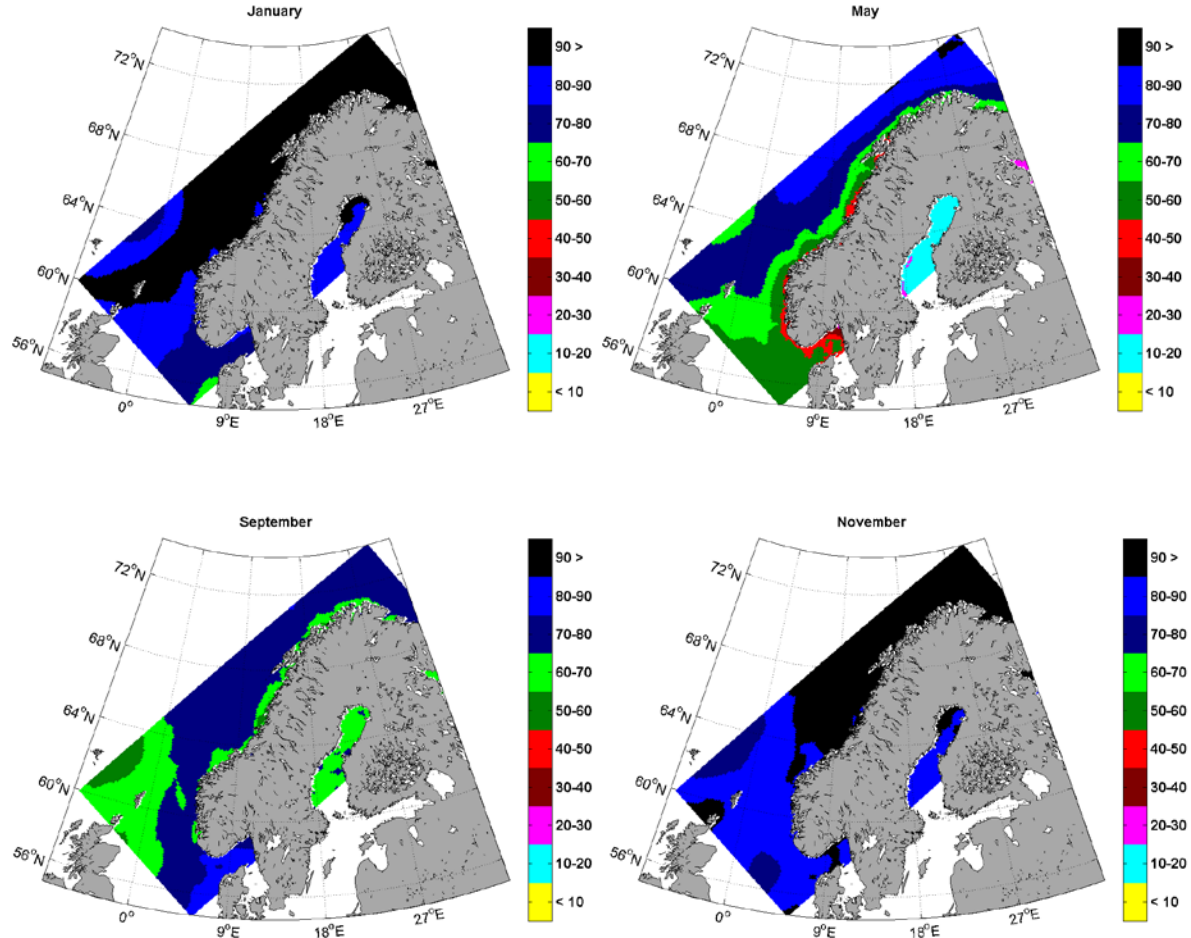 January
72°N
68°N
64°N
60°N
56°N
0°
9°E
18°E
27°E
90 >
80-90
70-80
60-70
50-60
40-50
30-40
20-30
10-20
< 10
May
72°N
68°N
64°N
60°N
56°N
0°
9°E
18°E
27°E
90 >
80-90
70-80
60-70
50-60
40-50
30-40
20-30
10-20
< 10
September
72°N
68°N
64°N
60°N
56°N
0°
9°E
18°E
27°E
90 >
80-90
70-80
60-70
50-60
40-50
30-40
20-30
10-20
< 10
November
72°N
68°N
64°N
60°N
56°N
0°
9°E
18°E
27°E
90 >
80-90
70-80
60-70
50-60
40-50
30-40
20-30
10-20
< 10